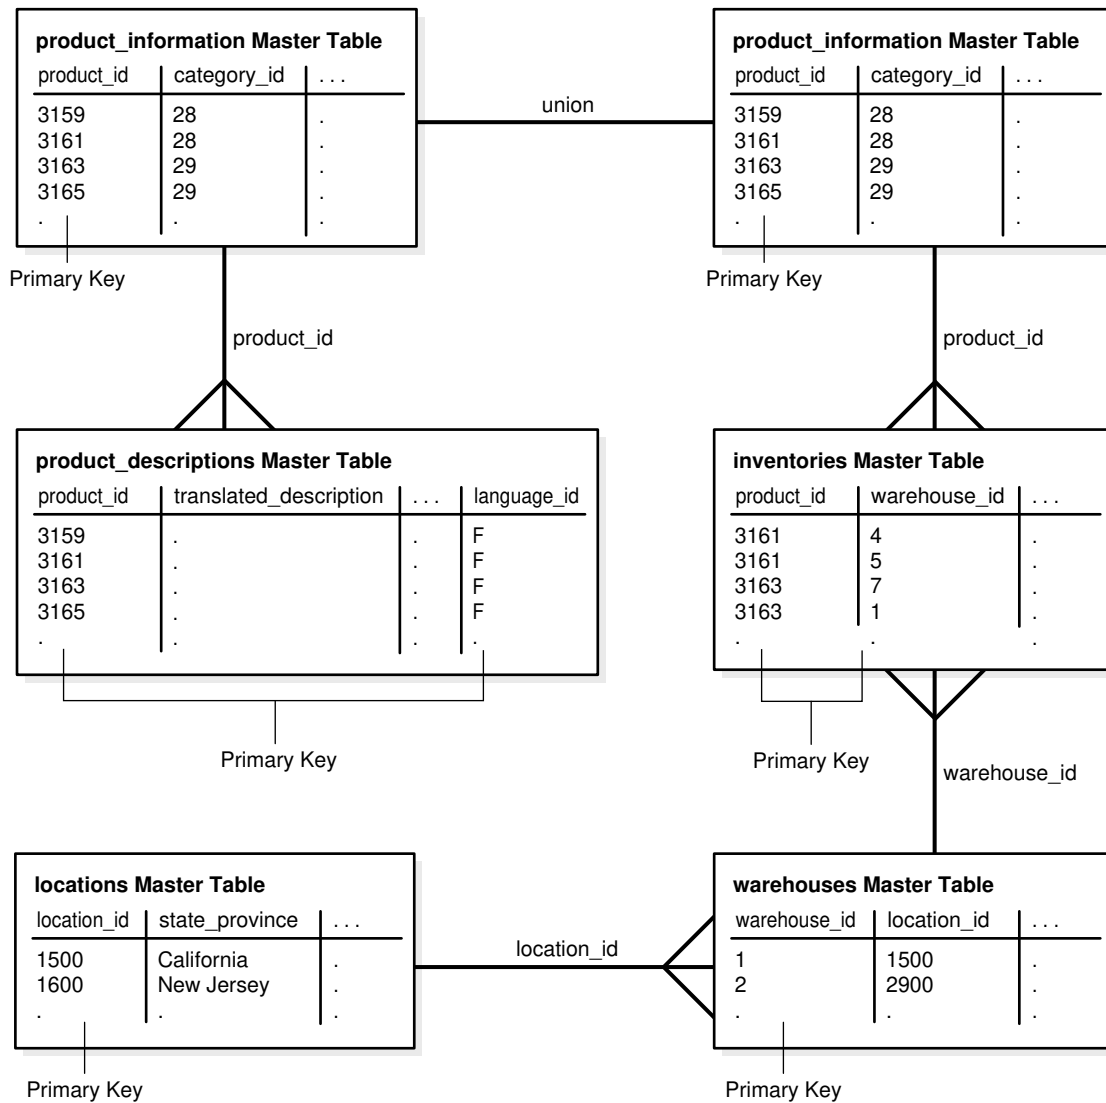 product_information Master Table
product_id category_id ...
3159 28 .
3161 28 .
3163 29 .
3165 29 .
. . .
Primary Key
union
product_information Master Table
product_id category_id ...
3159 28 .
3161 28 .
3163 29 .
3165 29 .
. . .
Primary Key
product_id
product_id
product_descriptions Master Table
product_id translated_description ... language_id
3159 . . F
3161 . . F
3163 . . F
3165 . . F
. . . .
Primary Key
inventories Master Table
product_id warehouse_id ...
3161 4 .
3161 5 .
3163 7 .
3163 1 .
. . .
Primary Key
warehouse_id
locations Master Table
location_id state_province ...
1500 California .
1600 New Jersey .
. . .
Primary Key
location_id
warehouses Master Table
warehouse_id location_id ...
1 1500 .
2 2900 .
. . .
Primary Key